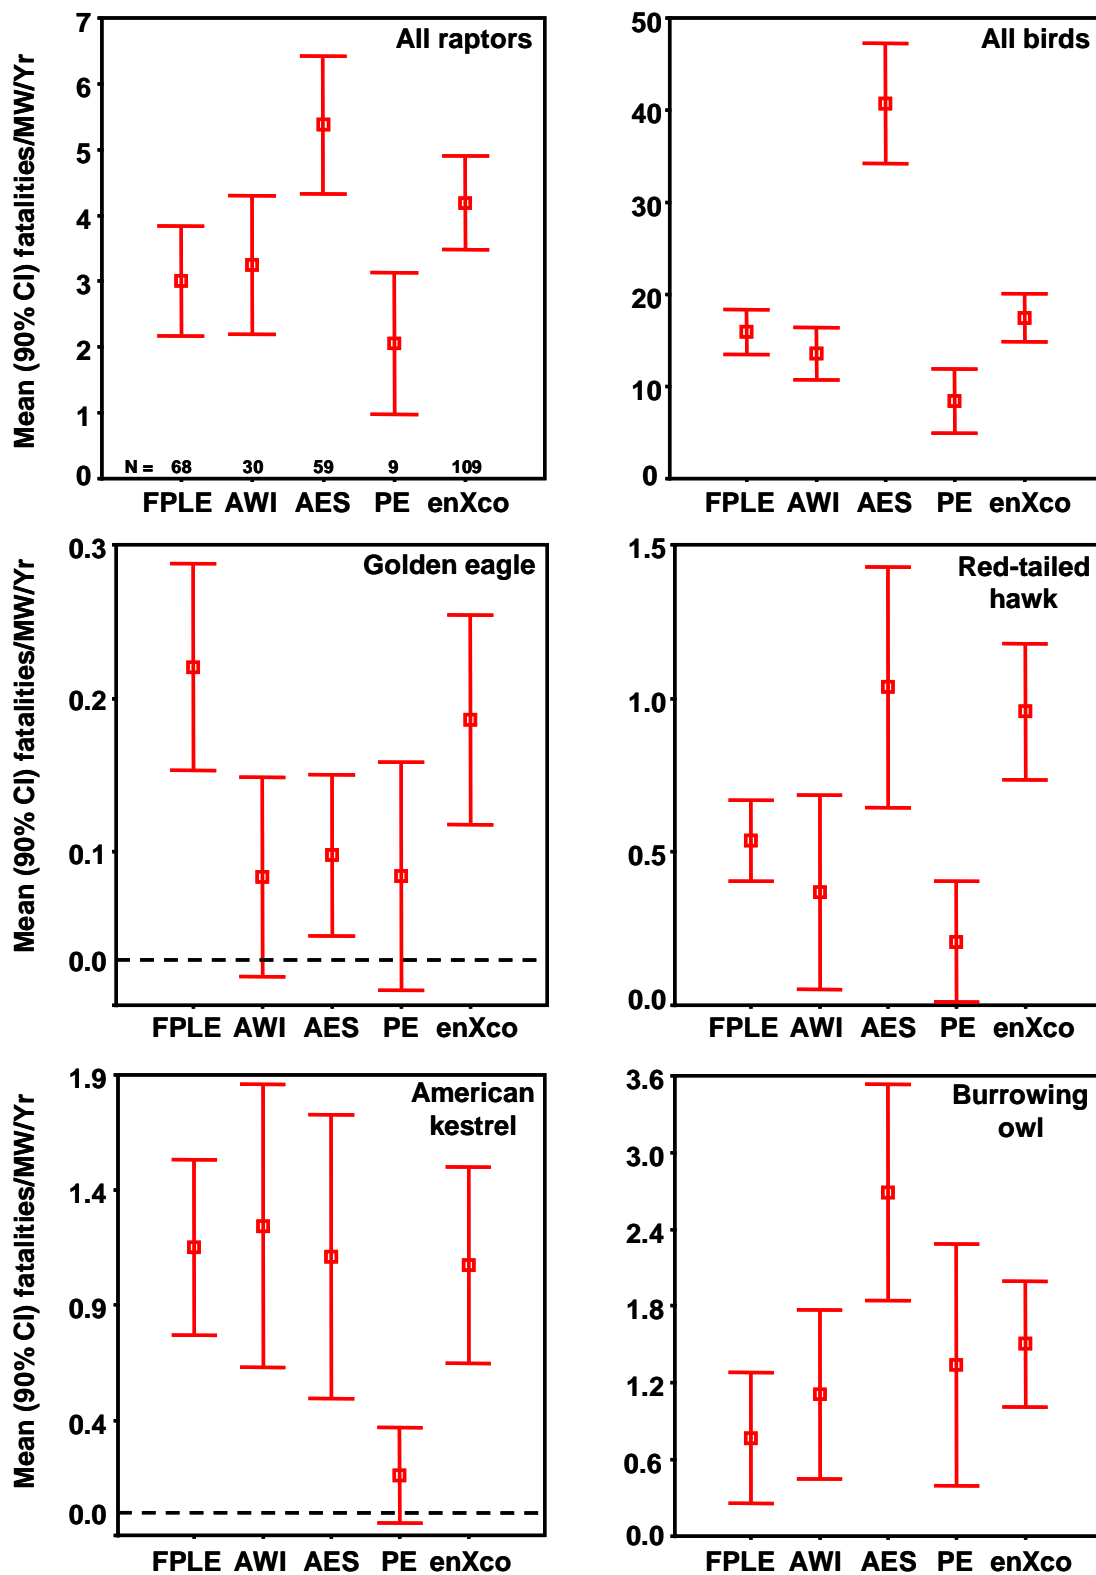 Mean (90% CI) fatalities/MW/Yr
All raptors
7
6
5
4
3
2
1
0
N = 68 30 59 9 109
FPLE AWI AES PE enXco
All birds
50
40
30
20
10
0
FPLE AWI AES PE enXco
Mean (90% CI) fatalities/MW/Yr
Golden eagle
0.3
0.2
0.1
0.0
FPLE AWI AES PE enXco
Red-tailed
hawk
1.5
1.0
0.5
0.0
FPLE AWI AES PE enXco
Mean (90% CI) fatalities/MW/Yr
American
kestrel
1.9
1.4
0.9
0.4
0.0
FPLE AWI AES PE enXco
Burrowing
owl
3.6
3.0
2.4
1.8
1.2
0.6
0.0
FPLE AWI AES PE enXco